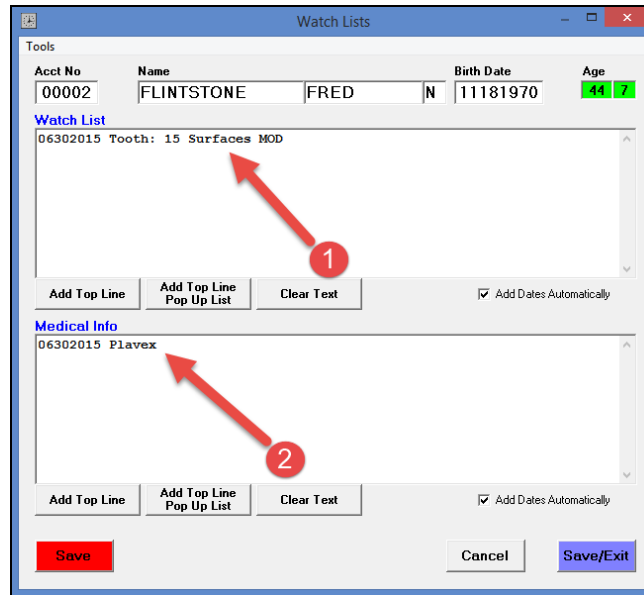 Watch Lists
Tools
Acct No Name Birth Date Age
00002 FLINTSTONE FRED N 11181970 44 7
Watch List
06302015 Tooth: 15 Surfaces MOD
1
Add Top Line Add Top Line Pop Up List Clear Text Add Dates Automatically
Medical Info
06302015 Plavex
2
Add Top Line Add Top Line Pop Up List Clear Text Add Dates Automatically
Save Cancel Save/Exit